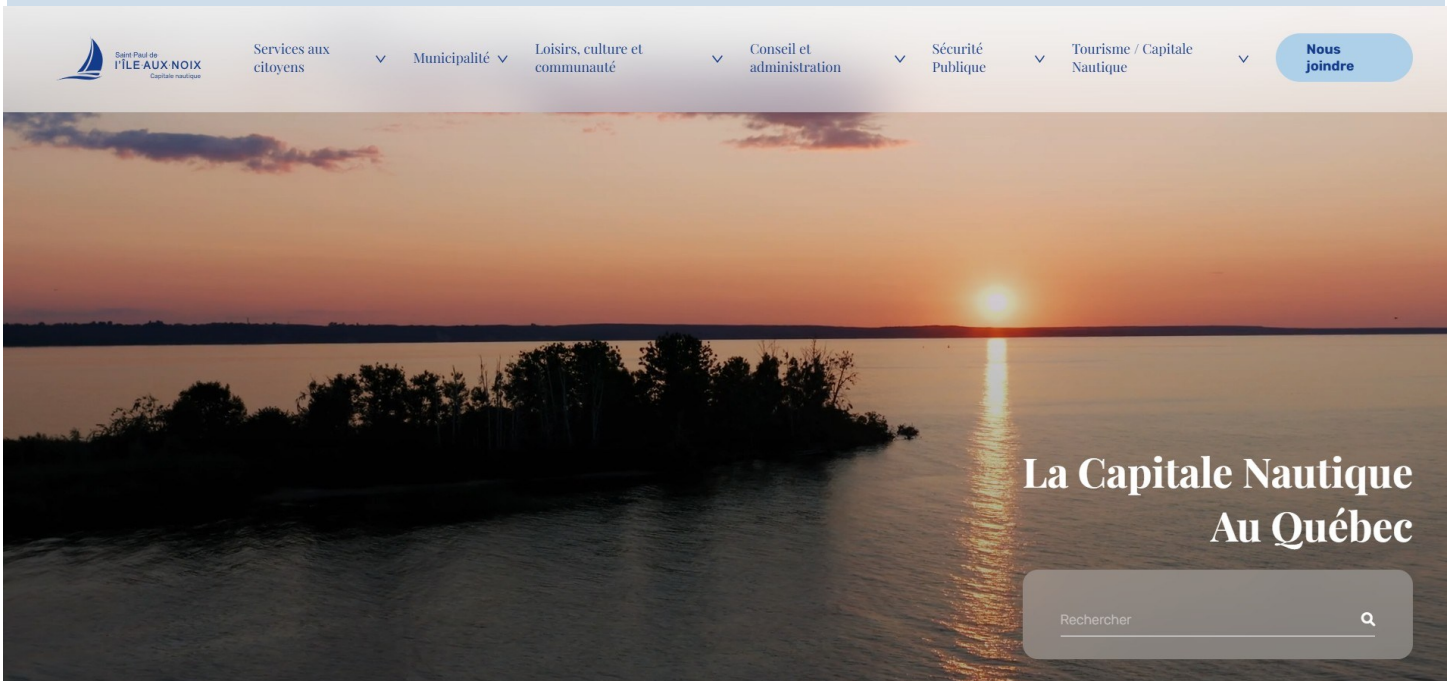 Saint Paul de
l'ÎLE·AUX·NOIX
Capitale nautique
Services aux
citoyens
Municipalité
Loisirs, culture et
communauté
Conseil et
administration
Sécurité
Publique
Tourisme / Capitale
Nautique
Nous
joindre
La Capitale Nautique
Au Québec
Rechercher